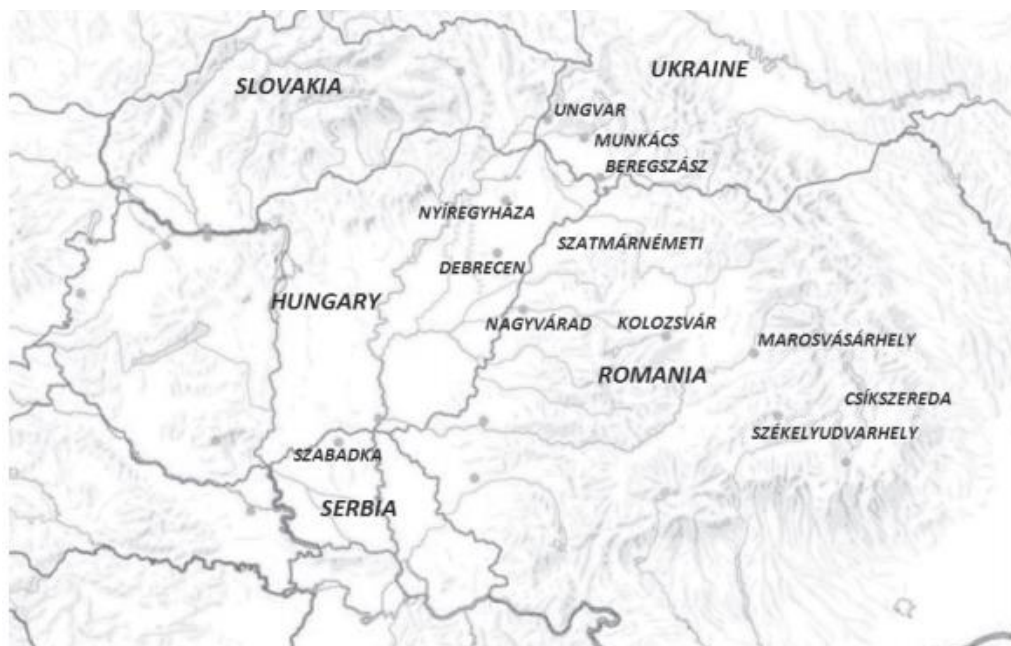 UKRAINE
SLOVAKIA
UNGVAR
MUNKÁCS
BEREGSZÁSZ
NYÍREGYHÁZA
SZATMÁRNÉMETI
DEBRECEN
HUNGARY
NAGYVÁRAD
KOLOZSVÁR
MAROSVÁSÁRHELY
ROMANIA
CSÍKSZEREDA
SZÉKELYUDVARHELY
SZABADKA
SERBIA